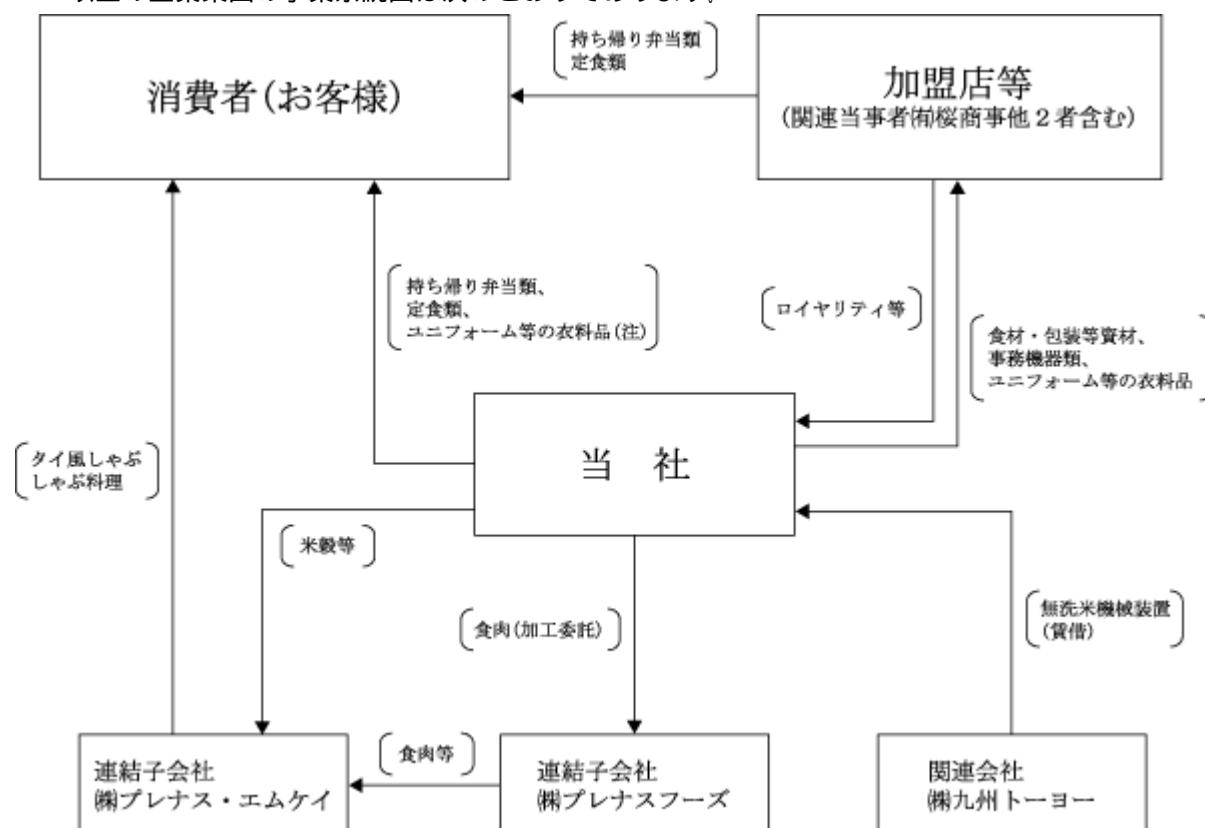 持ち帰り弁当類
定食類
消費者(お客様)
加盟店等
(関連当事者㈲桜商事他2者含む)
持ち帰り弁当類、
定食類、
ユニフォーム等の衣料品(注)
ロイヤリティ等
食材・包装等資材、
事務機器類、
ユニフォーム等の衣料品
当 社
タイ風しゃぶ
しゃぶ料理
米穀等
食肉(加工委託)
無洗米機械装置
(賃借)
連結子会社
㈱プレナス・エムケイ
食肉等
連結子会社
㈱プレナスフーズ
関連会社
㈱九州トーヨー